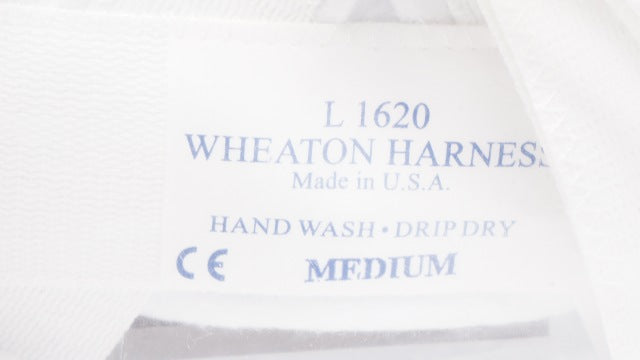 L 1620
WHEATON HARNESS
Made in U.S.A.
HAND WASH • DRIP DRY
CE MEDIUM